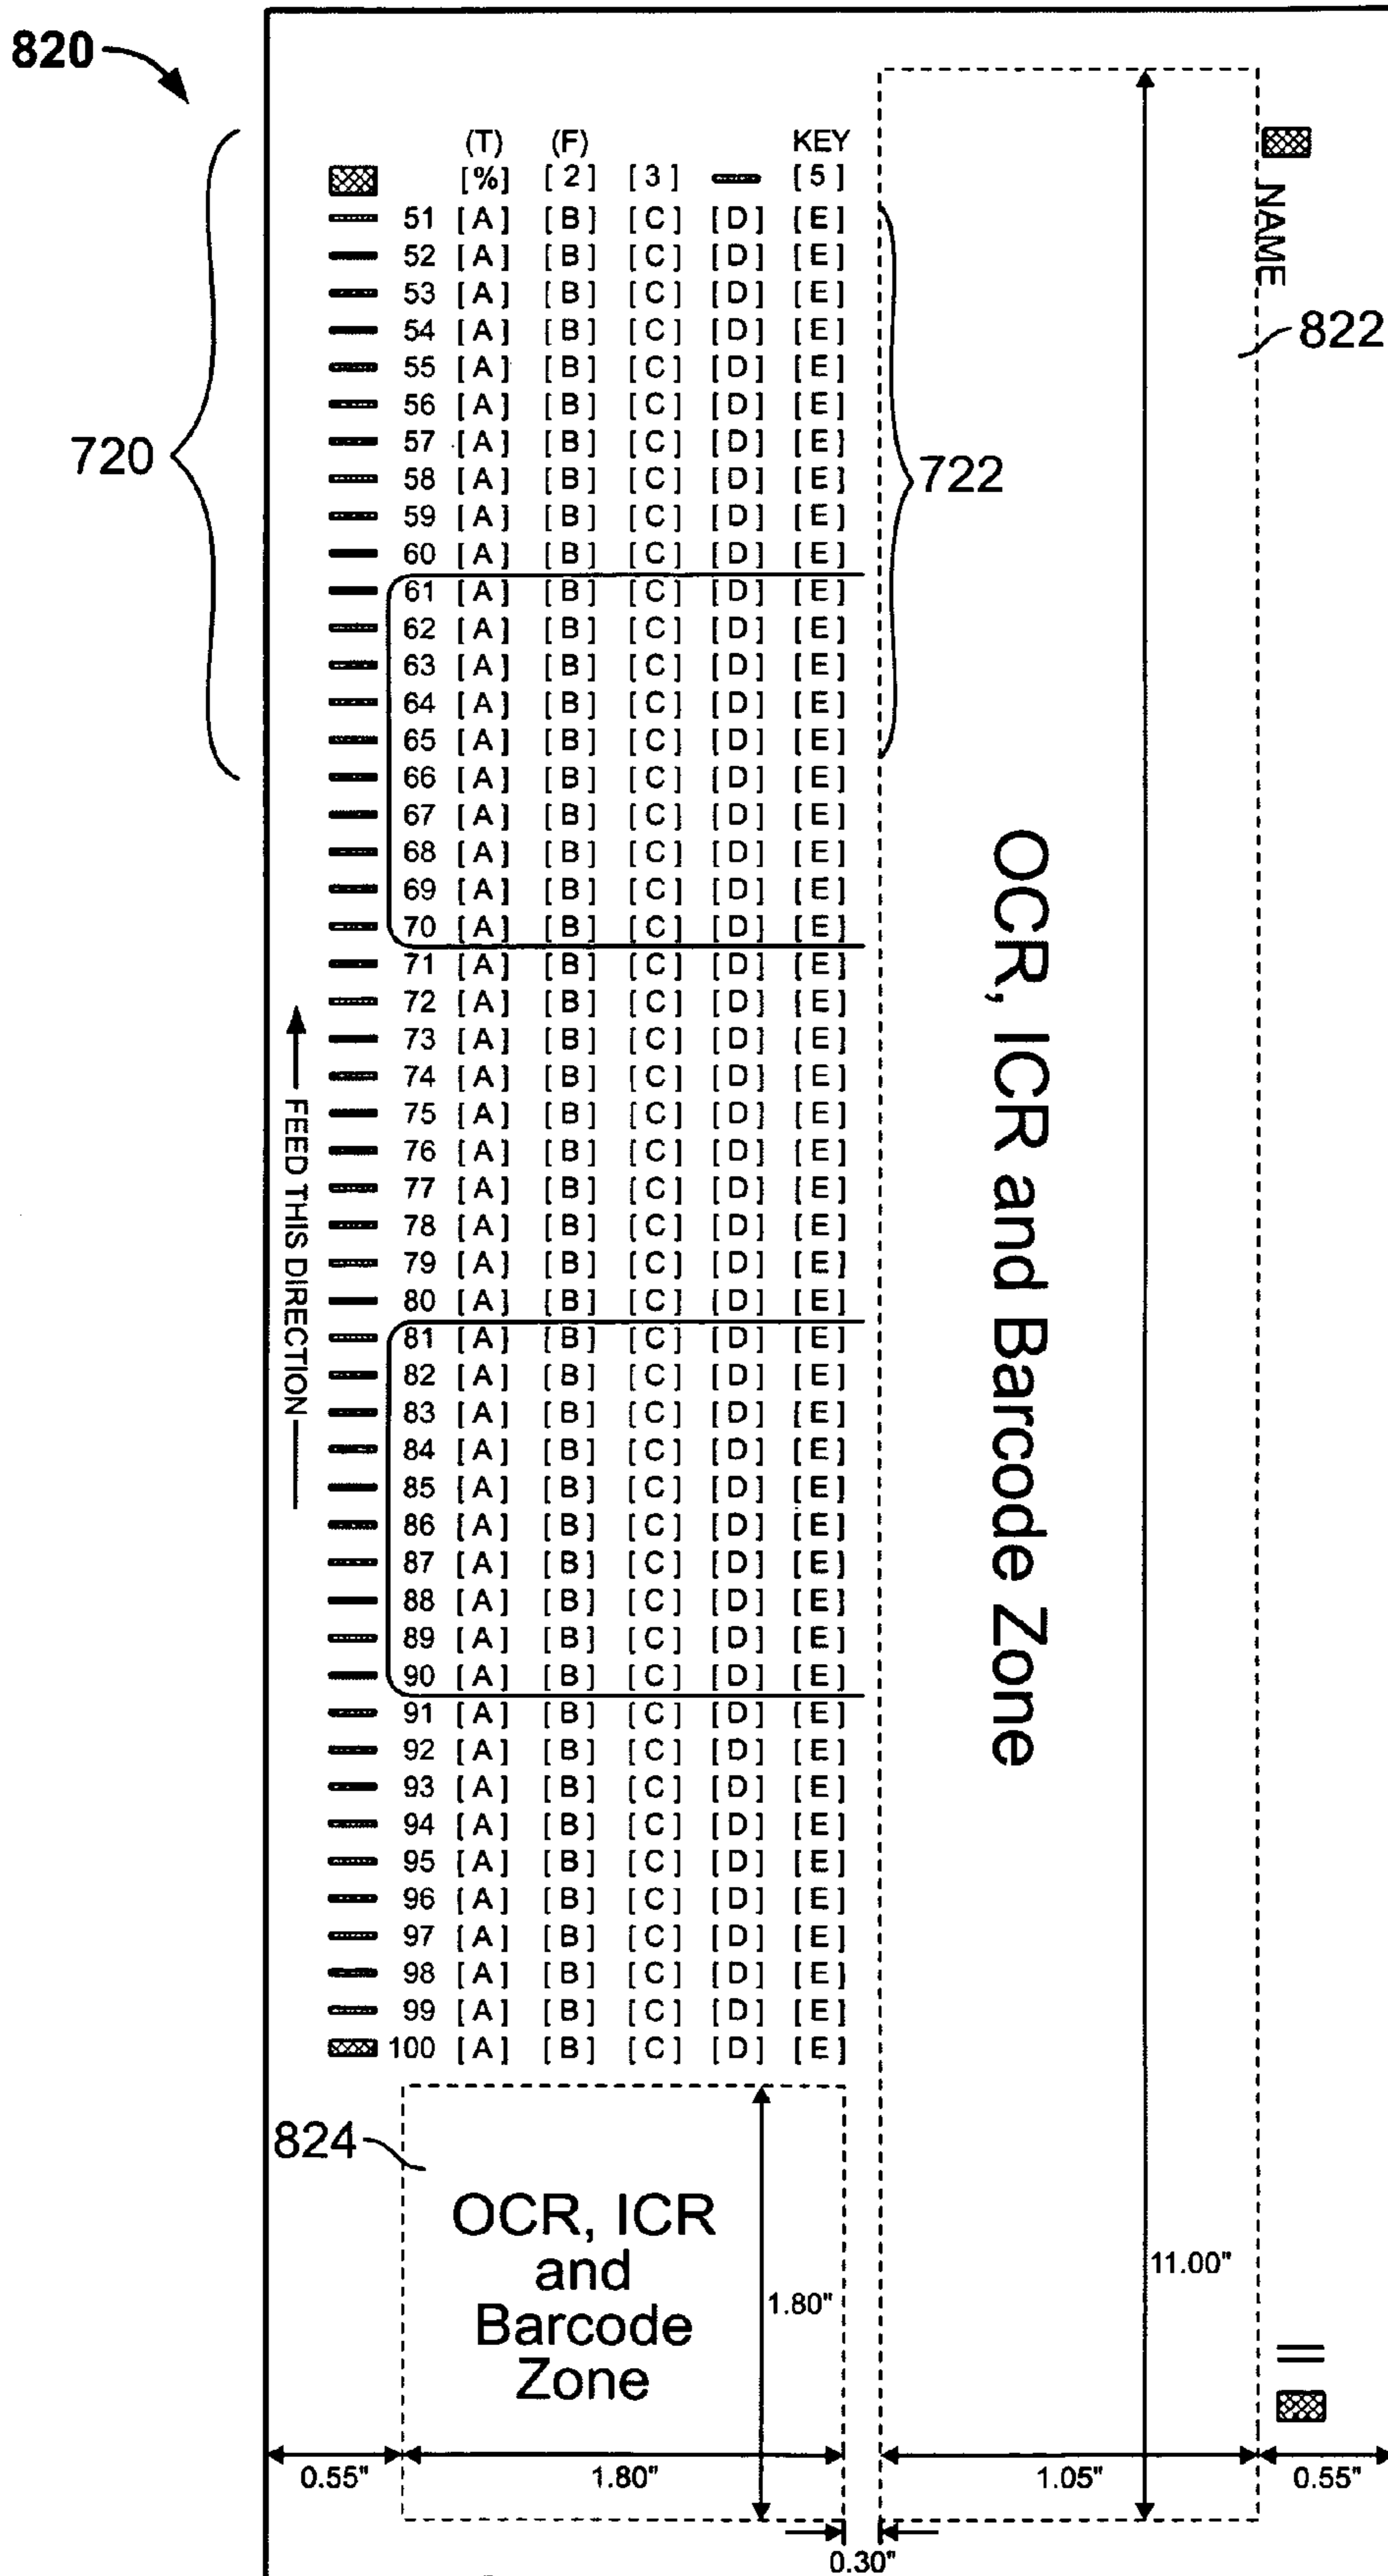 820
(T) (F) KEY
[%] [2] [3] [5]
NAME
51 [A] [B] [C] [D] [E]
52 [A] [B] [C] [D] [E]
53 [A] [B] [C] [D] [E]
54 [A] [B] [C] [D] [E]
822
55 [A] [B] [C] [D] [E]
56 [A] [B] [C] [D] [E]
57 [A] [B] [C] [D] [E]
720
58 [A] [B] [C] [D] [E]
722
59 [A] [B] [C] [D] [E]
60 [A] [B] [C] [D] [E]
61 [A] [B] [C] [D] [E]
62 [A] [B] [C] [D] [E]
63 [A] [B] [C] [D] [E]
64 [A] [B] [C] [D] [E]
65 [A] [B] [C] [D] [E]
66 [A] [B] [C] [D] [E]
67 [A] [B] [C] [D] [E]
68 [A] [B] [C] [D] [E]
69 [A] [B] [C] [D] [E]
70 [A] [B] [C] [D] [E]
71 [A] [B] [C] [D] [E]
72 [A] [B] [C] [D] [E]
73 [A] [B] [C] [D] [E]
74 [A] [B] [C] [D] [E]
75 [A] [B] [C] [D] [E]
76 [A] [B] [C] [D] [E]
77 [A] [B] [C] [D] [E]
78 [A] [B] [C] [D] [E]
79 [A] [B] [C] [D] [E]
80 [A] [B] [C] [D] [E]
81 [A] [B] [C] [D] [E]
82 [A] [B] [C] [D] [E]
83 [A] [B] [C] [D] [E]
84 [A] [B] [C] [D] [E]
85 [A] [B] [C] [D] [E]
86 [A] [B] [C] [D] [E]
87 [A] [B] [C] [D] [E]
88 [A] [B] [C] [D] [E]
89 [A] [B] [C] [D] [E]
90 [A] [B] [C] [D] [E]
91 [A] [B] [C] [D] [E]
92 [A] [B] [C] [D] [E]
93 [A] [B] [C] [D] [E]
94 [A] [B] [C] [D] [E]
95 [A] [B] [C] [D] [E]
96 [A] [B] [C] [D] [E]
97 [A] [B] [C] [D] [E]
98 [A] [B] [C] [D] [E]
99 [A] [B] [C] [D] [E]
100 [A] [B] [C] [D] [E]
FEED THIS DIRECTION
OCR, ICR and Barcode Zone
824
OCR, ICR
and
Barcode
Zone
1.80"
11.00"
0.55" 1.80" 1.05" 0.55"
0.30"